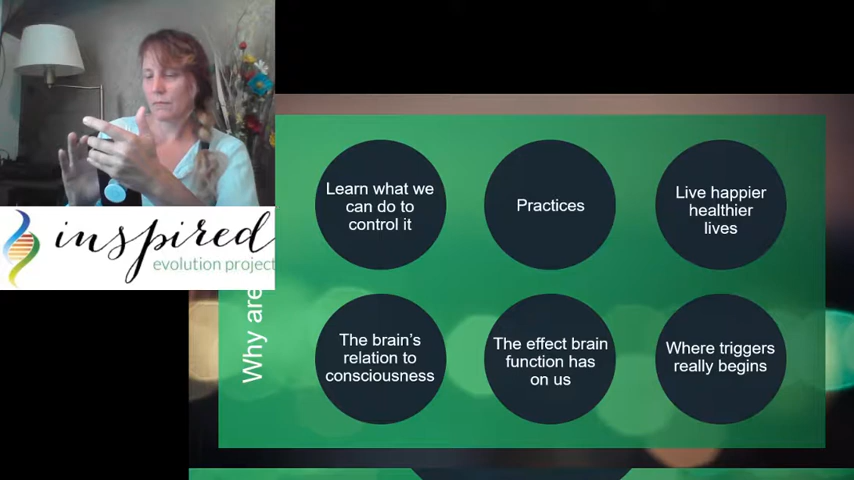 inspired
evolution project
Why are
Learn what we
can do to
control it
Practices
Live happier
healthier
lives
The brain's
relation to
consciousness
The effect brain
function has
on us
Where triggers
really begins